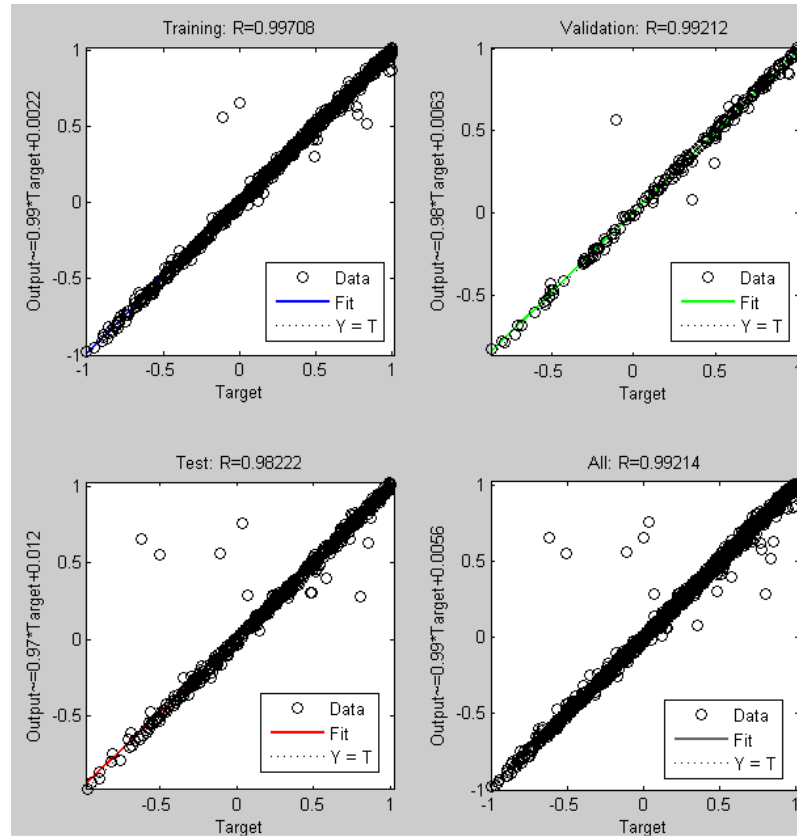 Training: R=0.99708
Output~=0.99*Target+0.0022
1
0.5
0
-0.5
-1
-1
-0.5
0
0.5
1
Target
Data
Fit
Y = T
Validation: R=0.99212
Output~=0.98*Target+0.0063
1
0.5
0
-0.5
-0.5
0
0.5
1
Target
Data
Fit
Y = T
Test: R=0.98222
Output~=0.97*Target+0.012
1
0.5
0
-0.5
-0.5
0
0.5
1
Target
Data
Fit
Y = T
All: R=0.99214
Output~=0.99*Target+0.0056
1
0.5
0
-0.5
-1
-1
-0.5
0
0.5
1
Target
Data
Fit
Y = T